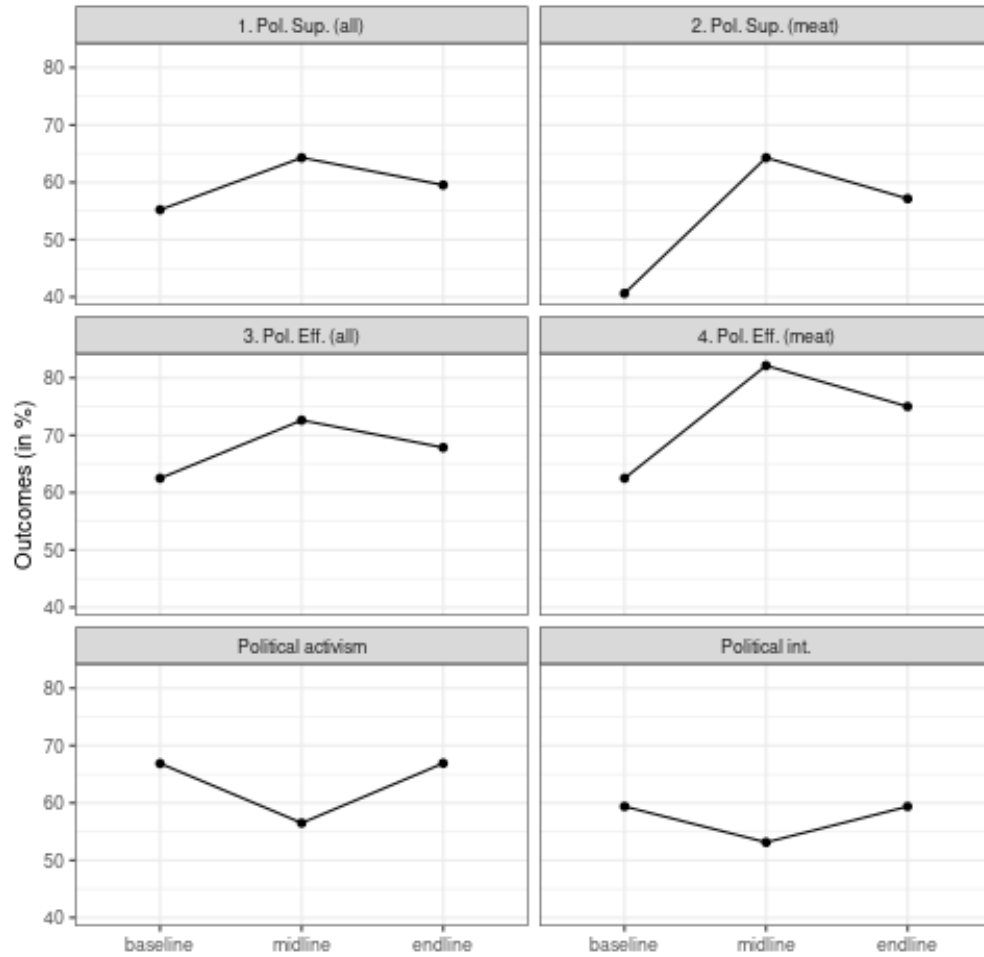 1. Pol. Sup. (all)
2. Pol. Sup. (meat)
80
70
60
50
40
3. Pol. Eff. (all)
4. Pol. Eff. (meat)
80
70
60
50
40
Outcomes (in %)
Political activism
Political int.
80
70
60
50
40
baseline midline endline
baseline midline endline